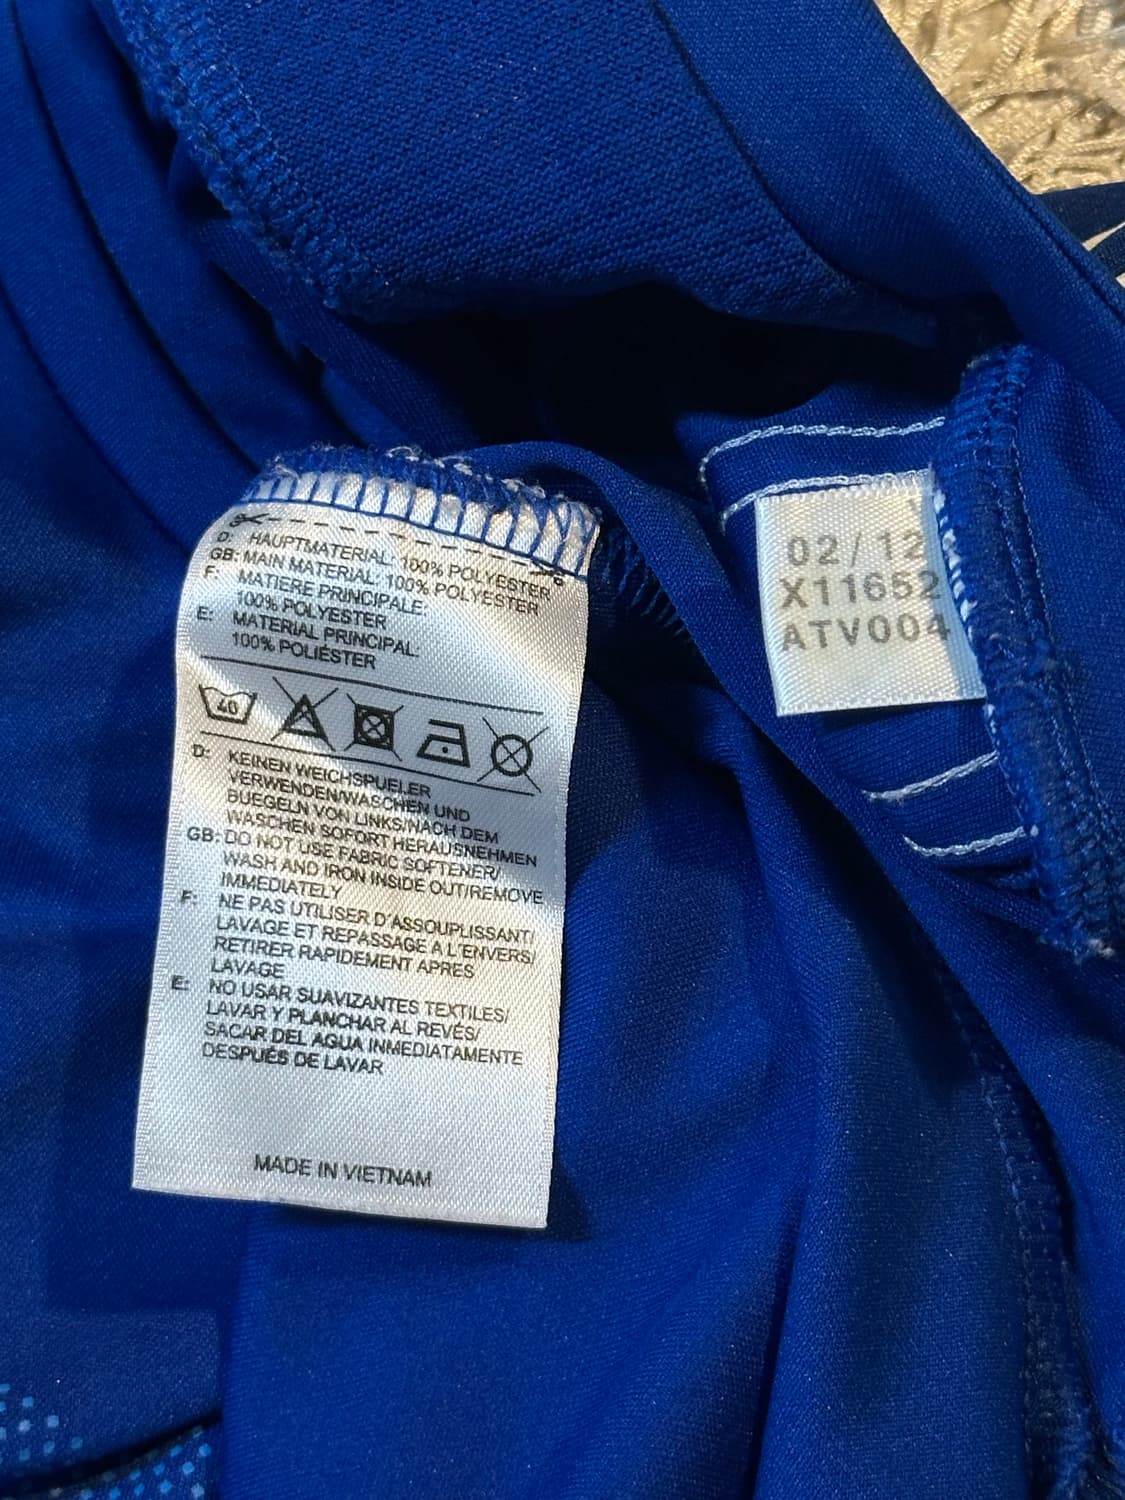 D: HAUPTMATERIAL: 100% POLYESTER
GB: MAIN MATERIAL: 100% POLYESTER
F: MATIERE PRINCIPALE:
100% POLYESTER
E: MATERIAL PRINCIPAL:
100% POLIÉSTER
40
D: KEINEN WEICHSPUELER
VERWENDEN/WASCHEN UND
BUEGELN VON LINKS/NACH DEM
WASCHEN SOFORT HERAUSNEHMEN
GB: DO NOT USE FABRIC SOFTENER/
WASH AND IRON INSIDE OUT/REMOVE
IMMEDIATELY
F: NE PAS UTILISER D'ASSOUPLISSANT/
LAVAGE ET REPASSAGE A L'ENVERS/
RETIRER RAPIDEMENT APRES
LAVAGE
E: NO USAR SUAVIZANTES TEXTILES/
LAVAR Y PLANCHAR AL REVÉS/
SACAR DEL AGUA INMEDIATAMENTE
DESPUÉS DE LAVAR
MADE IN VIETNAM
02/12
X11652
ATV004